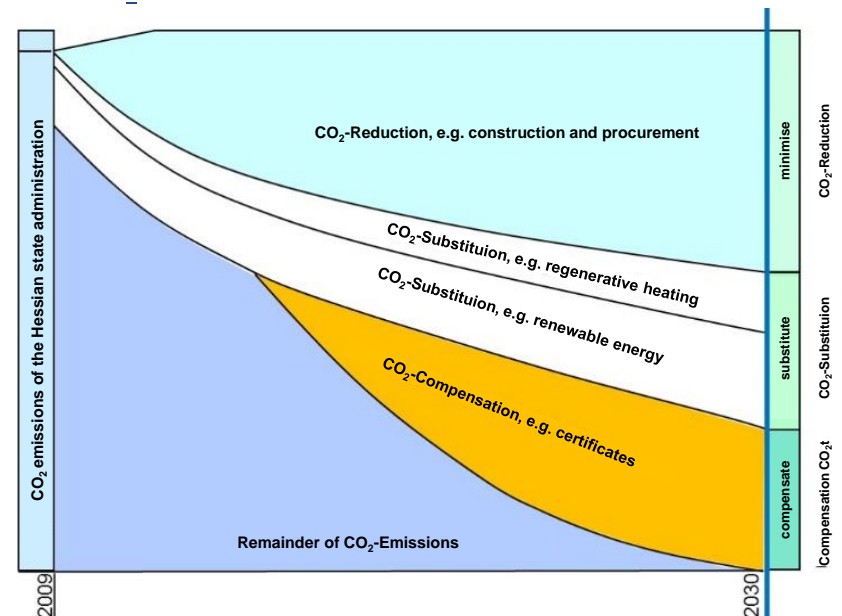 CO2 emissions of the Hessian state administration
CO2-Reduction, e.g. construction and procurement
CO2-Substituion, e.g. regenerative heating
CO2-Substituion, e.g. renewable energy
CO2-Compensation, e.g. certificates
Remainder of CO2-Emissions
minimise
substitute
compensate
CO2-Reduction
CO2-Substituion
Compensation CO2t
2009
2030